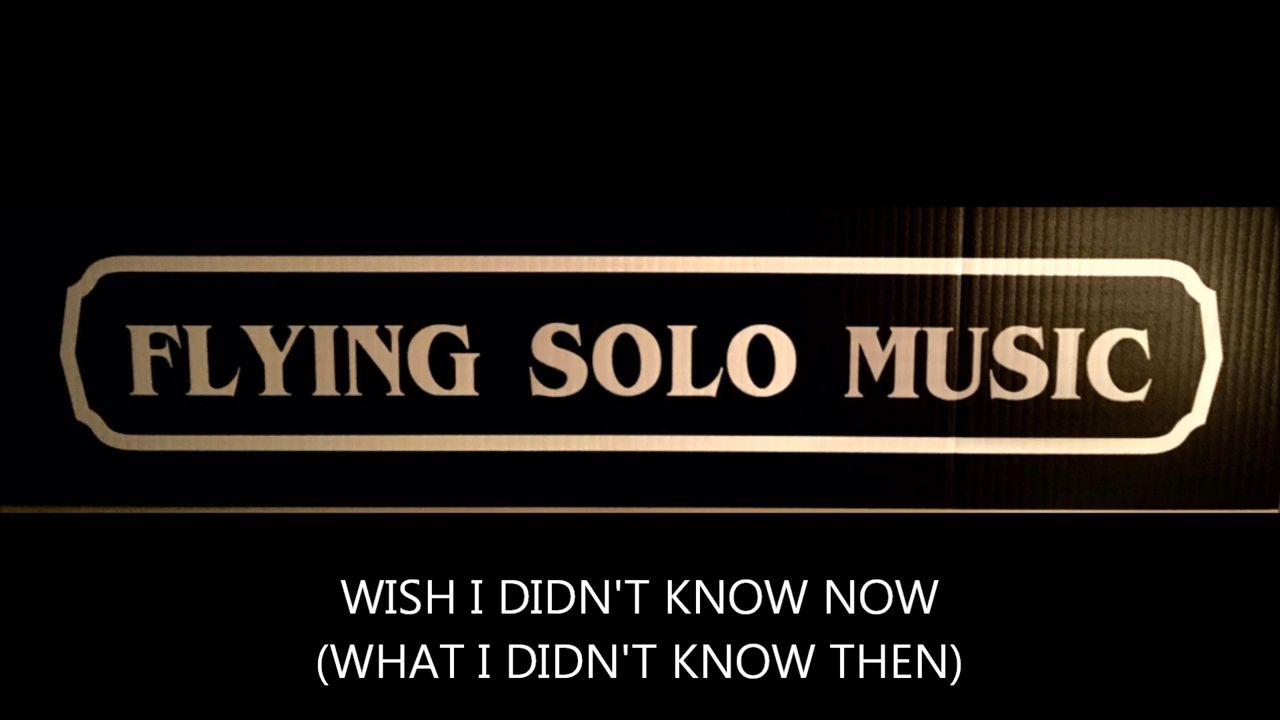 FLYING SOLO MUSIC
WISH I DIDN'T KNOW NOW
(WHAT I DIDN'T KNOW THEN)